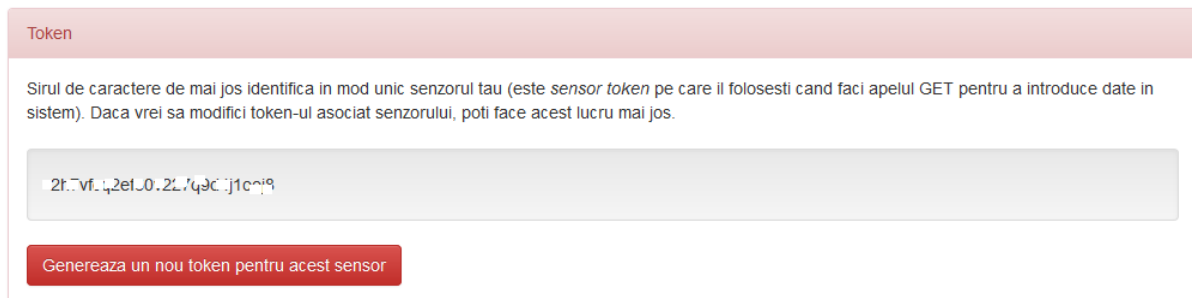 Token
Sirul de caractere de mai jos identifica in mod unic senzorul tau (este sensor token pe care il folosesti cand faci apelul GET pentru a introduce date in
sistem). Daca vrei sa modifici token-ul asociat senzorului, poti face acest lucru mai jos.
Genereaza un nou token pentru acest sensor